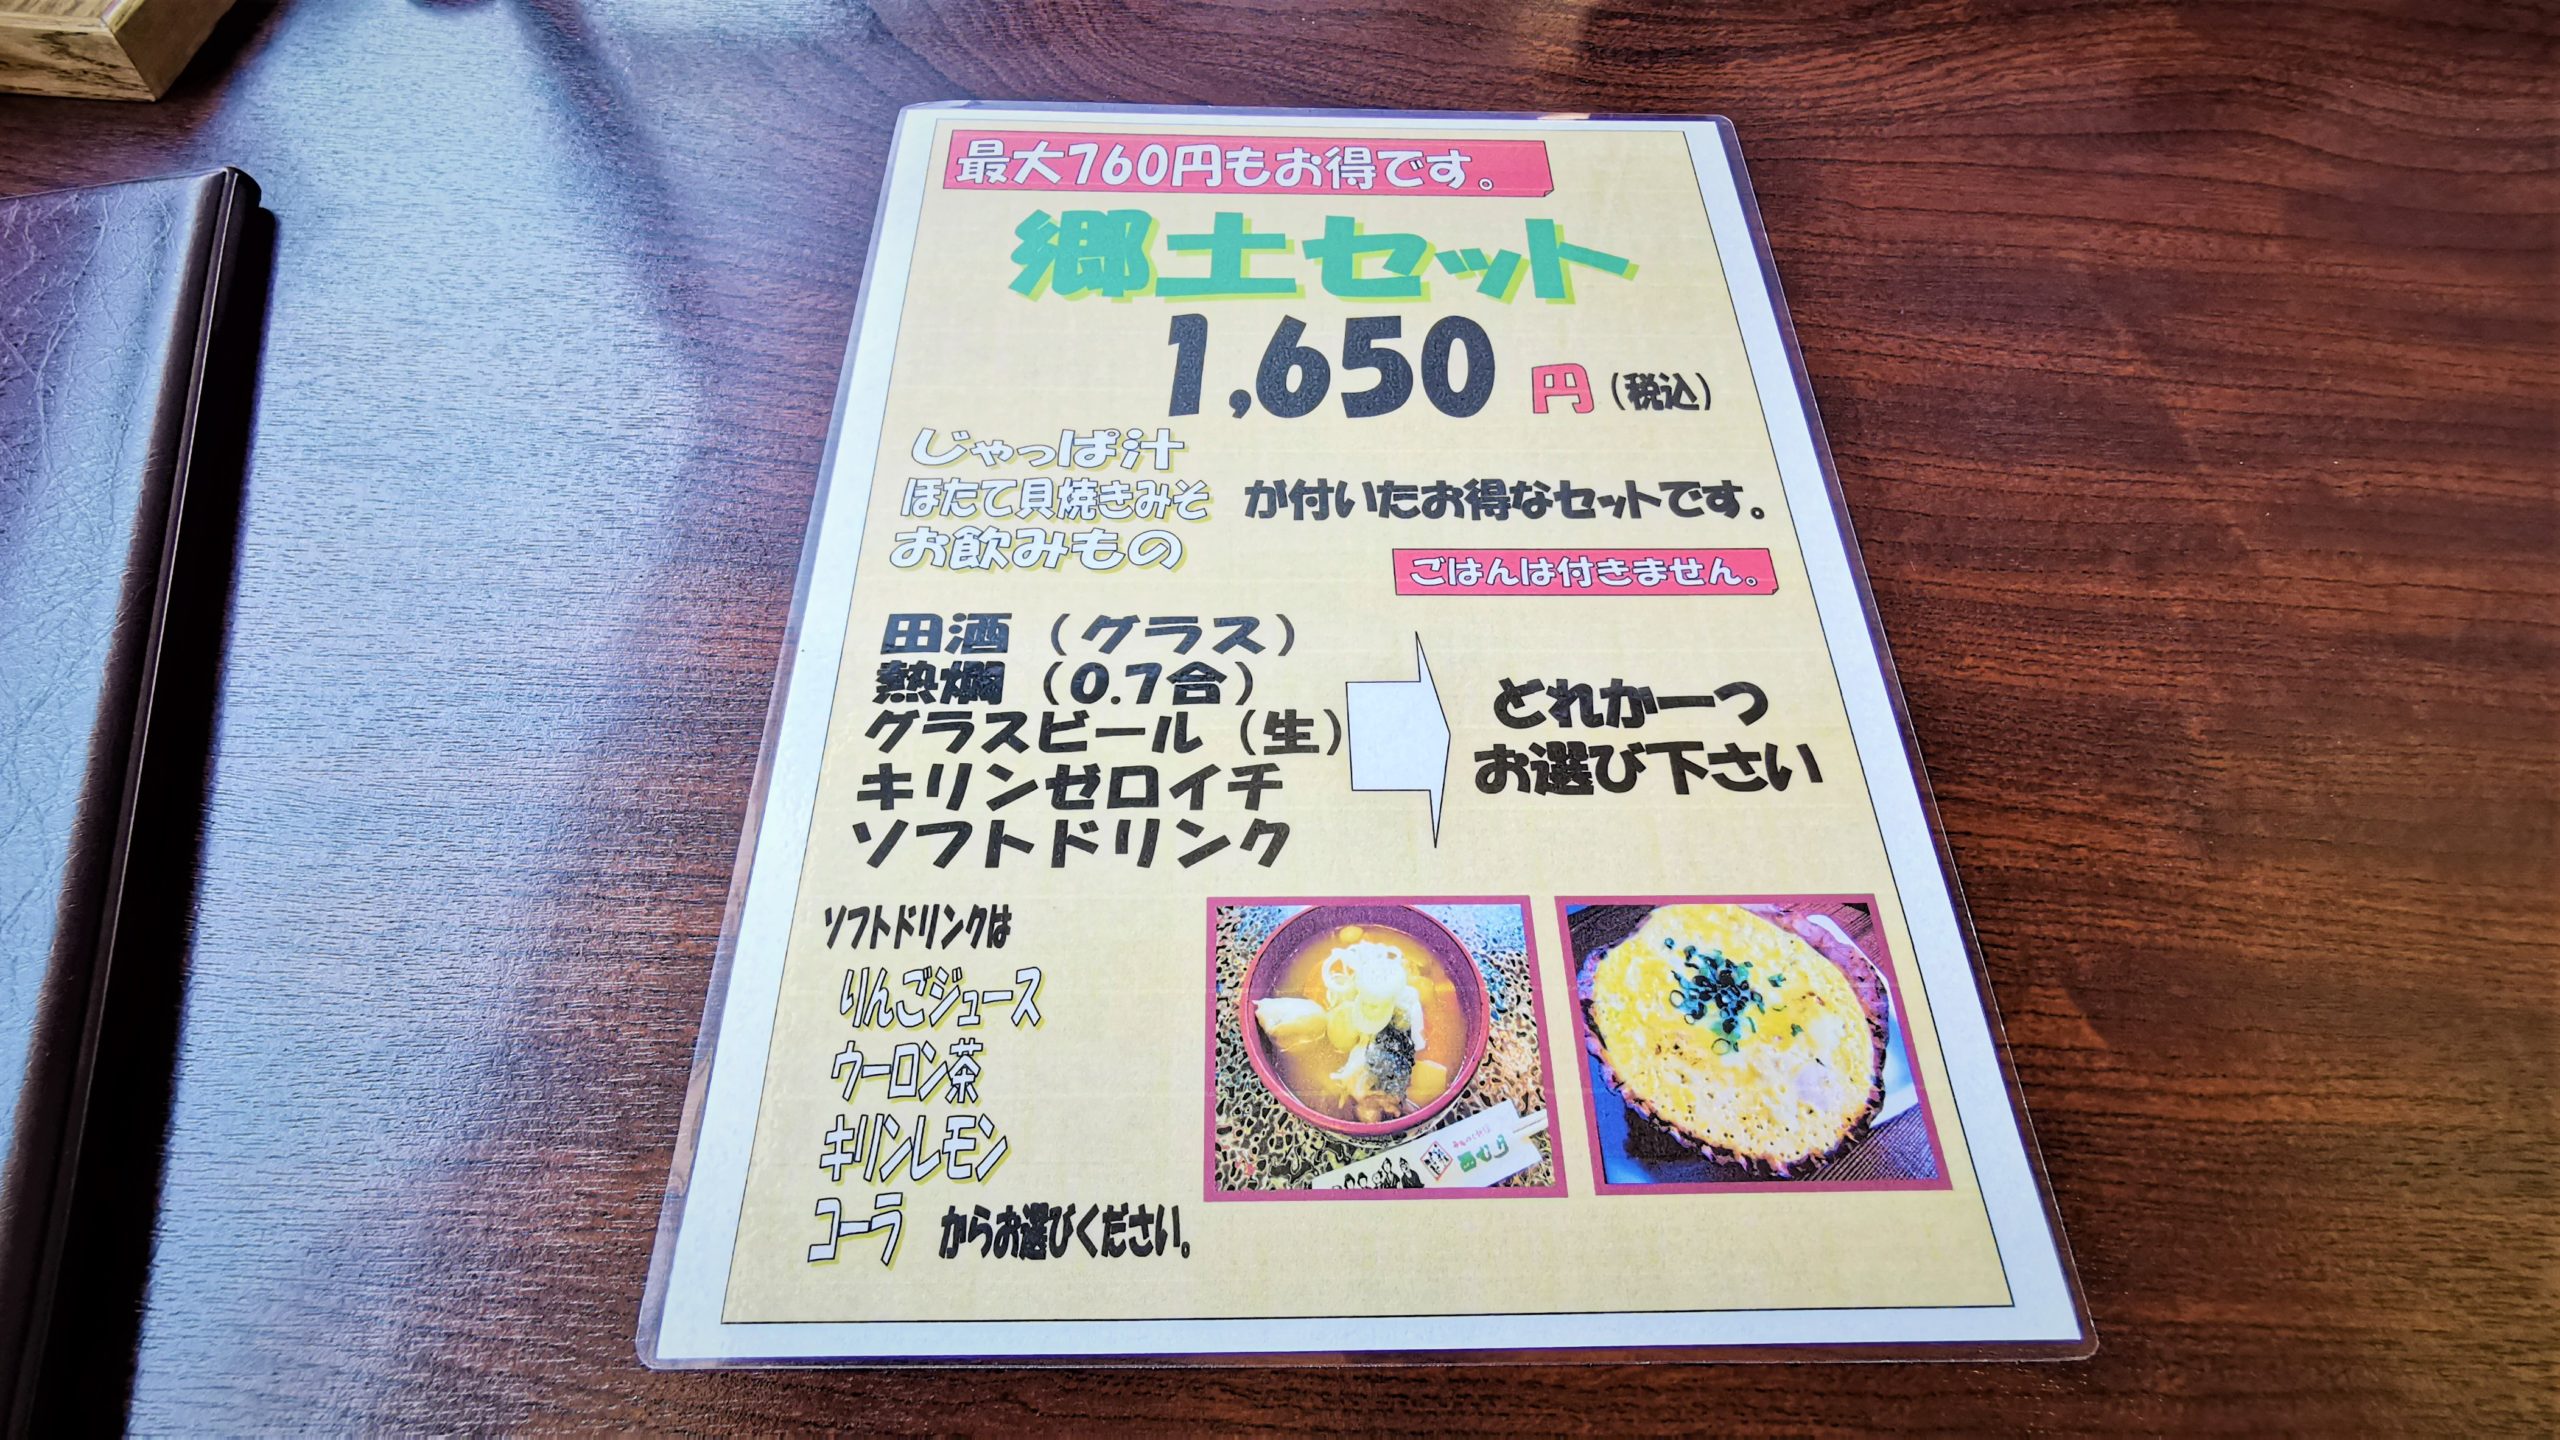 最大760円もお得です。
郷土セット
1,650円(税込)
じゃっぱ汁
ほたて貝焼きみそ
お飲みもの
が付いたお得なセットです。
ごはんは付きません。
田酒(グラス)
熱燗(0.7合)
グラスビール(生)
キリンゼロイチ
ソフトドリンク
どれか一つ
お選び下さい
ソフトドリンクは
りんごジュース
ウーロン茶
キリンレモン
コーラ からお選びください。